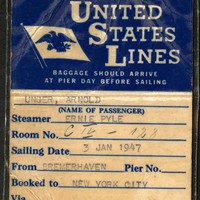 UNITED
STATES
LINES
BAGGAGE SHOULD ARRIVE
AT PIER DAY BEFORE SAILING
UNGER, ARNOLD
(NAME OF PASSENGER)
Steamer ERNIE PYLE
Room No.
Sailing Date 3 JAN 1947
From BREMERHAVEN Pier No.
Booked to NEW YORK CITY
Via